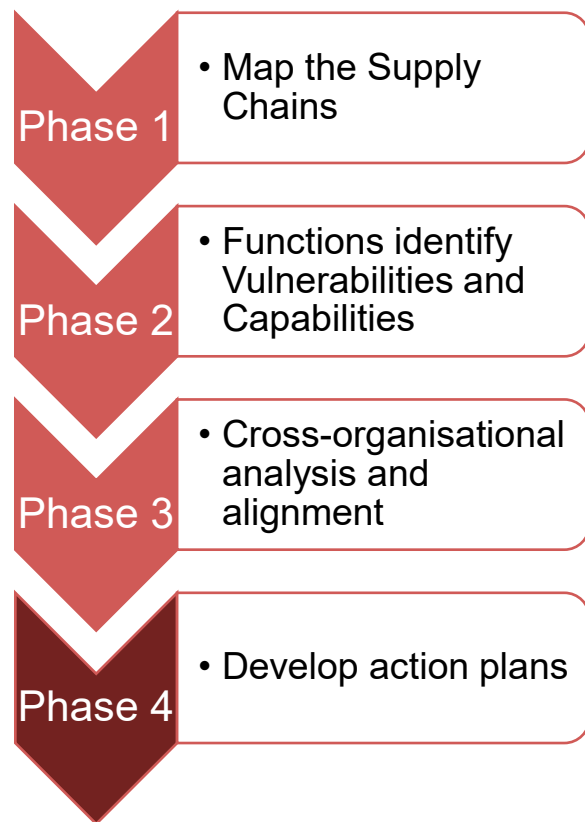 Phase 1
• Map the Supply
Chains
Phase 2
• Functions identify
Vulnerabilities and
Capabilities
Phase 3
• Cross-organisational
analysis and
alignment
Phase 4
• Develop action plans